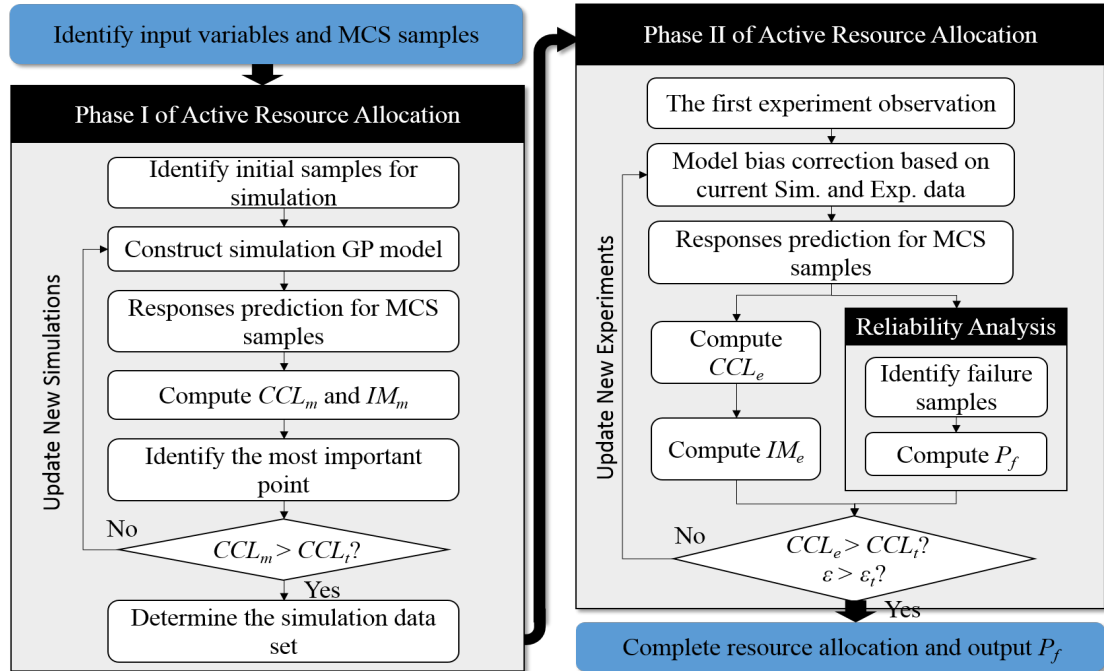 Identify input variables and MCS samples
Phase I of Active Resource Allocation
Identify initial samples for
simulation
Construct simulation GP model
Responses prediction for MCS
samples
Compute CCLₘ and IMₘ
Identify the most important
point
CCLₘ > CCLₜ?
No
Yes
Determine the simulation data
set
Update New Simulations
Phase II of Active Resource Allocation
The first experiment observation
Model bias correction based on
current Sim. and Exp. data
Responses prediction for MCS
samples
Compute
CCLₑ
Compute IMₑ
Reliability Analysis
Identify failure
samples
Compute P_f
CCLₑ > CCLₜ?
ε > εₜ?
No
Yes
Update New Experiments
Complete resource allocation and output P_f